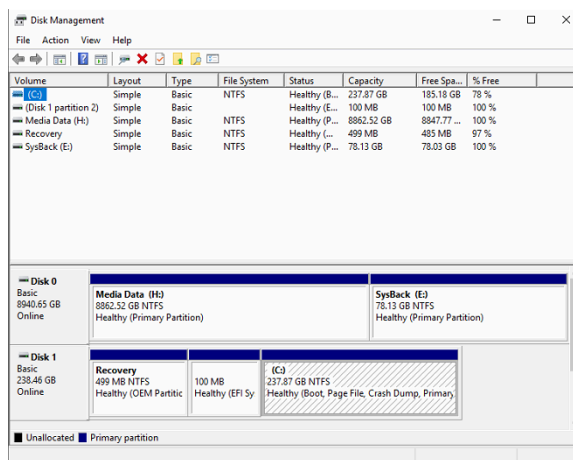 Disk Management
File Action View Help
Volume Layout Type File System Status Capacity Free Spa... % Free
(C:) Simple Basic NTFS Healthy (B... 237.87 GB 185.18 GB 78 %
(Disk 1 partition 2) Simple Basic Healthy (E... 100 MB 100 MB 100 %
Media Data (H:) Simple Basic NTFS Healthy (P... 8862.52 GB 8847.77 ... 100 %
Recovery Simple Basic NTFS Healthy (... 499 MB 485 MB 97 %
SysBack (E:) Simple Basic NTFS Healthy (P... 78.13 GB 78.03 GB 100 %
Disk 0
Basic
8940.65 GB
Online
Media Data (H:)
8862.52 GB NTFS
Healthy (Primary Partition)
SysBack (E:)
78.13 GB NTFS
Healthy (Primary Partition)
Disk 1
Basic
238.46 GB
Online
Recovery
499 MB NTFS
Healthy (OEM Partitic
100 MB
Healthy (EFI Sy
(C:)
237.87 GB NTFS
Healthy (Boot, Page File, Crash Dump, Primary
Unallocated Primary partition